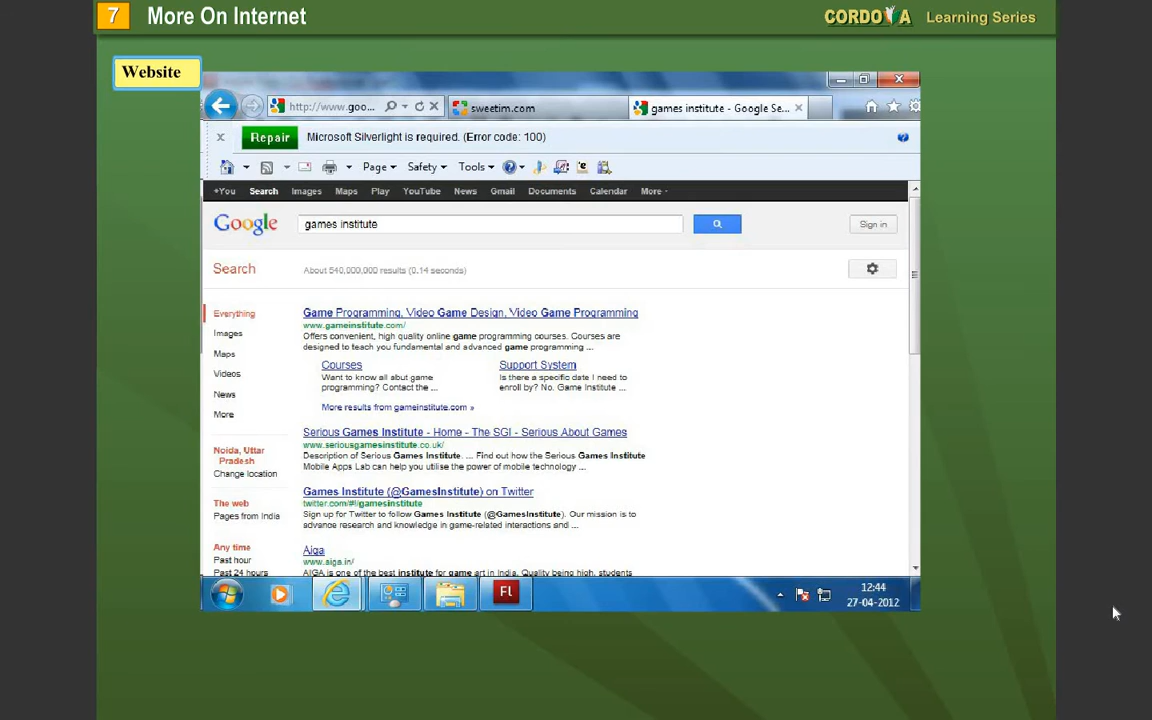 7 More On Internet
CORDOVA Learning Series
Website
http://www.goo...
sweetim.com
games institute - Google Se...
x Repair Microsoft Silverlight is required. (Error code: 100)
Page Safety Tools
+You Search Images Maps Play YouTube News Gmail Documents Calendar More
Google games institute Sign in
Search About 540,000,000 results (0.14 seconds)
Everything
Images
Maps
Videos
News
More
Noida, Uttar
Pradesh
Change location
The web
Pages from India
Any time
Past hour
Past 24 hours
Game Programming, Video Game Design, Video Game Programming
www.gameinstitute.com/
Offers convenient, high quality online game programming courses. Courses are
designed to teach you fundamental and advanced game programming ...
Courses
Want to know all abut game
programming? Contact the ...
Support System
Is there a specific date I need to
enroll by? No. Game Institute ...
More results from gameinstitute.com »
Serious Games Institute - Home - The SGI - Serious About Games
www.seriousgamesinstitute.co.uk/
Description of Serious Games Institute. ... Find out how the Serious Games Institute
Mobile Apps Lab can help you utilise the power of mobile technology ...
Games Institute (@GamesInstitute) on Twitter
twitter.com/#!/gamesinstitute
Sign up for Twitter to follow Games Institute (@GamesInstitute). Our mission is to
advance research and knowledge in game-related interactions and ...
Aiga
www.aiga.in/
AIGA is one of the best institute for game art in India. Quality being high, students
Fl
12:44
27-04-2012